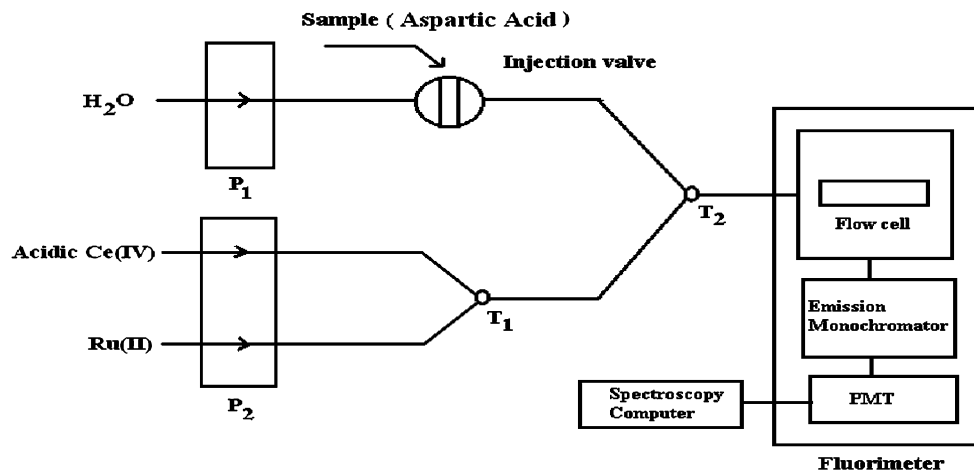 Sample ( Aspartic Acid )
Injection valve
H2O
P1
T2
Flow cell
Acidic Ce(IV)
T1
Emission
Monochromator
Ru(II)
P2
Spectroscopy
Computer
PMT
Fluorimeter